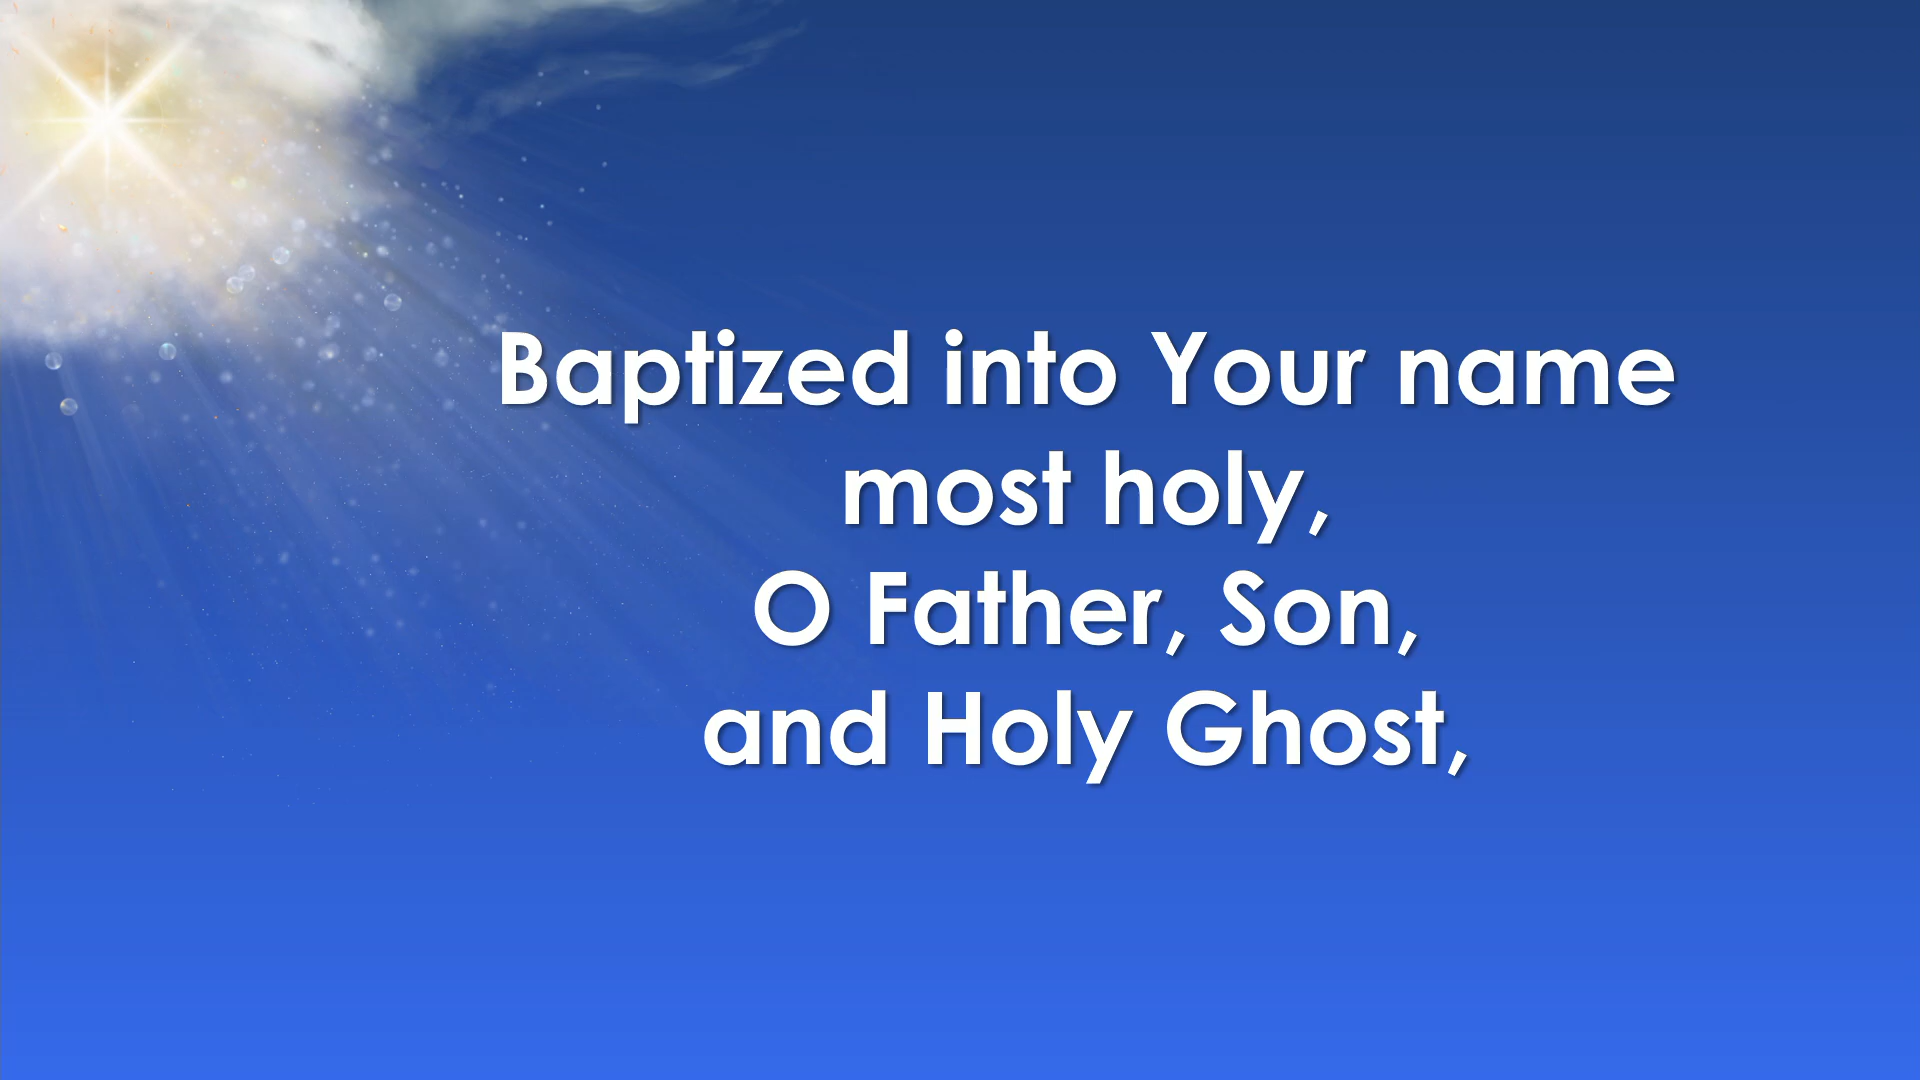 Baptized into Your name
most holy,
O Father, Son,
and Holy Ghost,